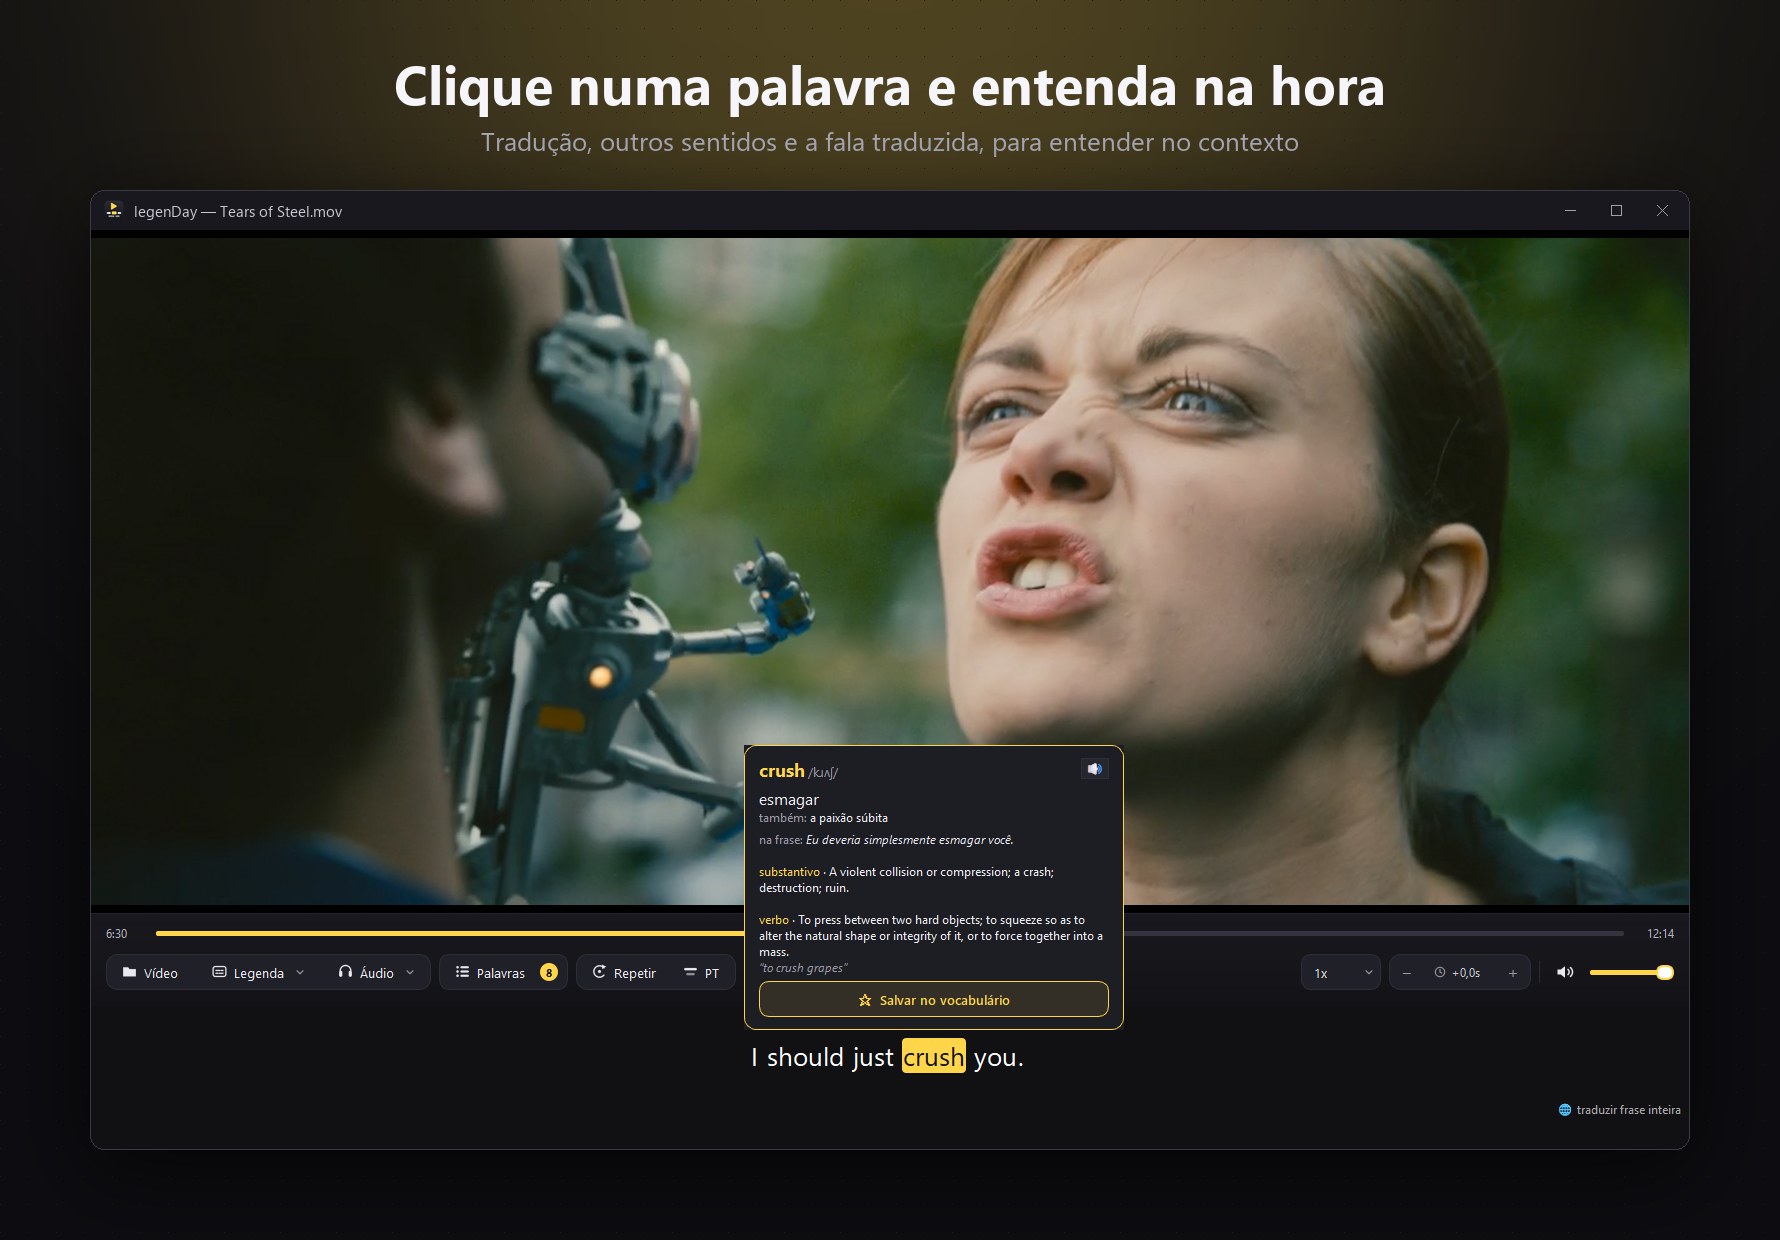 Clique numa palavra e entenda na hora
Tradução, outros sentidos e a fala traduzida, para entender no contexto
legenDay — Tears of Steel.mov
crush /kɹʌʃ/
esmagar
também: a paixão súbita
na frase: Eu deveria simplesmente esmagar você.
substantivo · A violent collision or compression; a crash;
destruction; ruin.
verbo · To press between two hard objects; to squeeze so as to
alter the natural shape or integrity of it, or to force together into a
mass.
“to crush grapes”
Salvar no vocabulário
6:30
12:14
Vídeo Legenda Áudio Palavras 8 Repetir PT 1x − +0,0s +
I should just crush you.
traduzir frase inteira